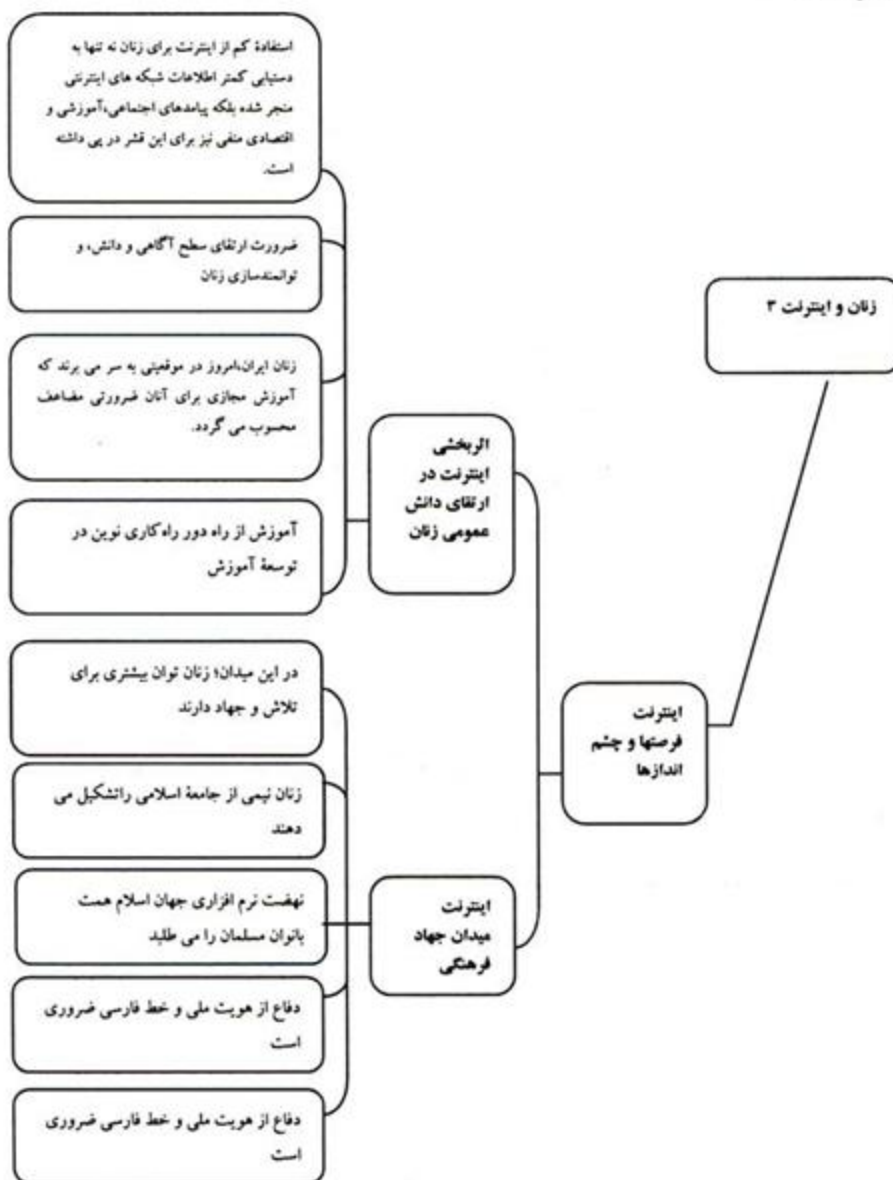 زنان و اینترنت ۳
اینترنت
فرصتها و چشم
اندازها
اثربخشی
اینترنت در
ارتقای دانش
عمومی زنان
استفادهٔ کم از اینترنت برای زنان نه تنها به
دستیابی کمتر اطلاعات شبکه های اینترنتی
منجر شده بلکه پیامدهای اجتماعی،آموزشی و
اقتصادی منفی نیز برای این قشر در پی داشته
است.
ضرورت ارتقای سطح آگاهی و دانش، و
توانمندسازی زنان
زنان ایران،امروز در موقعیتی به سر می برند که
آموزش مجازی برای آنان ضرورتی مضاعف
محسوب می گردد.
آموزش از راه دور راه کاری نوین در
توسعهٔ آموزش
اینترنت
میدان جهاد
فرهنگی
در این میدان؛ زنان توان بیشتری برای
تلاش و جهاد دارند
زنان نیمی از جامعهٔ اسلامی راتشکیل می
دهند
نهضت نرم افزاری جهان اسلام همت
بانوان مسلمان را می طلبد
دفاع از هویت ملی و خط فارسی ضروری
است
دفاع از هویت ملی و خط فارسی ضروری
است